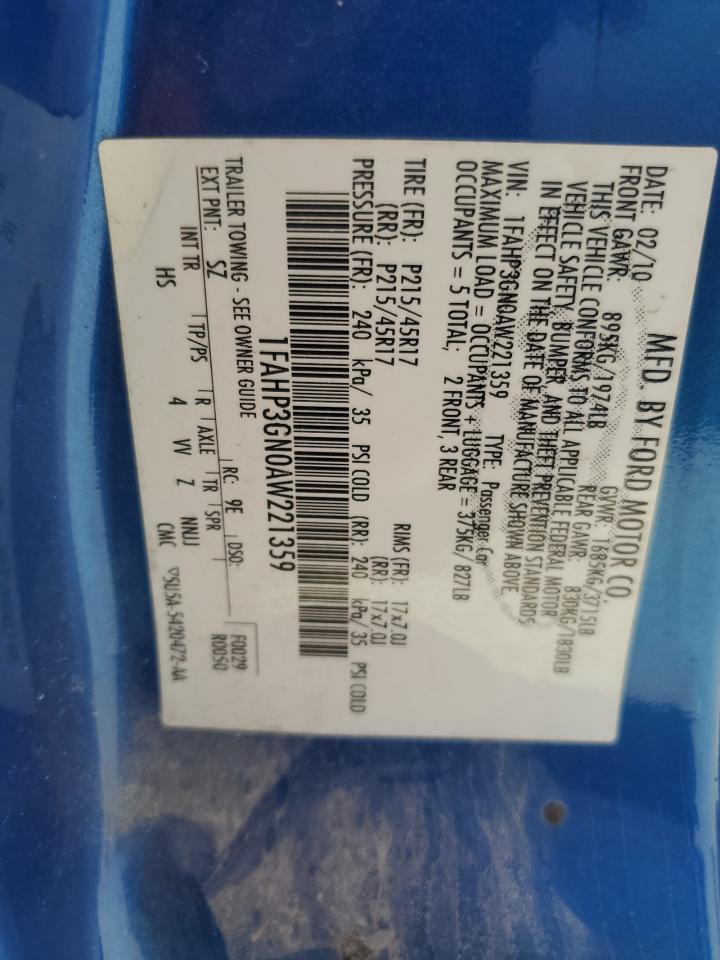 MFD. BY FORD MOTOR CO
DATE: 02/10 GVWR: 1685KG/3715LB
FRONT GAWR: 895KG/1974LB REAR GAWR: 830KG/1830LB
THIS VEHICLE CONFORMS TO ALL APPLICABLE FEDERAL MOTOR
VEHICLE SAFETY, BUMPER, AND THEFT PREVENTION STANDARDS
IN EFFECT ON THE DATE OF MANUFACTURE SHOWN ABOVE
VIN: 1FAHP3GN0AW221359 TYPE: Passenger Car
MAXIMUM LOAD = OCCUPANTS + LUGGAGE = 375KG/ 827LB
OCCUPANTS = 5 TOTAL; 2 FRONT, 3 REAR
TIRE (FR): P215/45R17 RIMS (FR): 17x7.0J
(RR): P215/45R17 (RR): 17x7.0J
PRESSURE (FR): 240 kPa/ 35 PSI COLD (RR): 240 kPa/ 35 PSI COLD
1FAHP3GN0AW221359
TRAILER TOWING - SEE OWNER GUIDE F0029
EXT PNT: SZ RC: 9E DSO: R0050
INT TR TP/PS R AXLE TR SPR
HS 4 W Z NNJJ
CMC 5U5A-5420472-AA